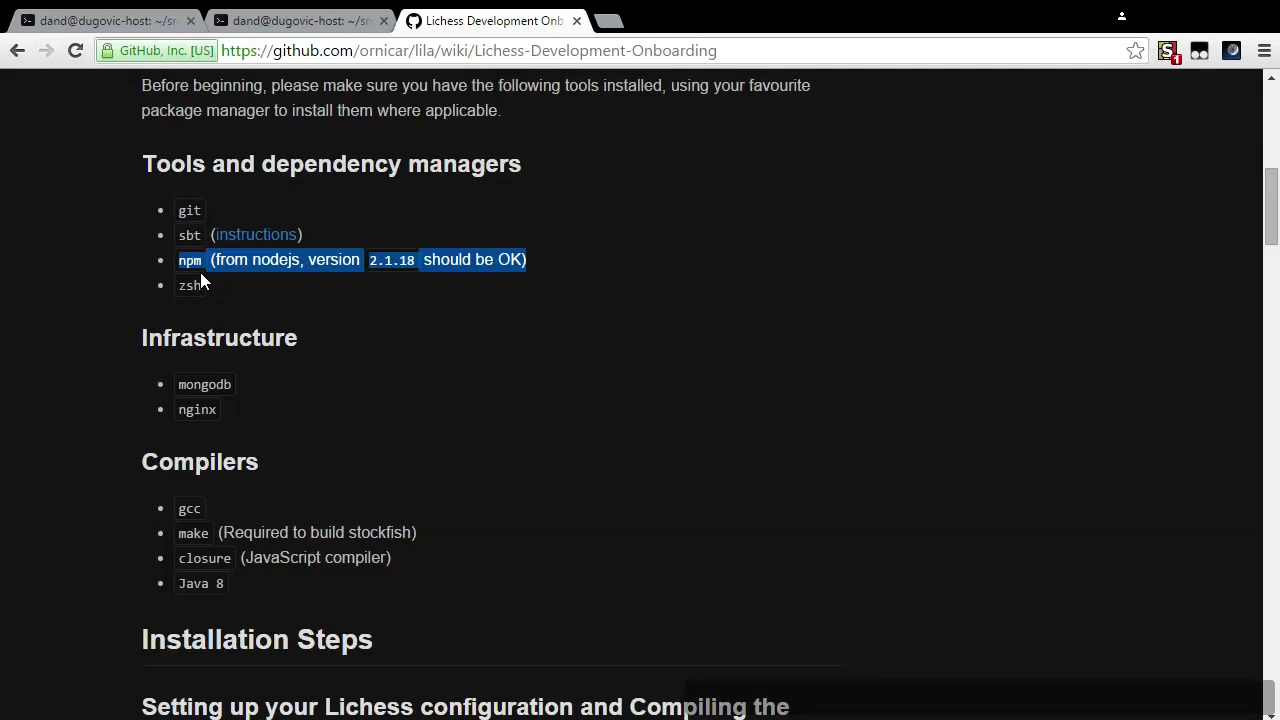 dand@dugovic-host: ~/sr
dand@dugovic-host: ~/sr
Lichess Development Onb
GitHub, Inc. [US]
https://github.com/ornicar/lila/wiki/Lichess-Development-Onboarding
S
1
Before beginning, please make sure you have the following tools installed, using your favourite
package manager to install them where applicable.
Tools and dependency managers
git
sbt (instructions)
npm (from nodejs, version 2.1.18 should be OK)
zsh
Infrastructure
mongodb
nginx
Compilers
gcc
make (Required to build stockfish)
closure (JavaScript compiler)
Java 8
Installation Steps
Setting up your Lichess configuration and Compiling the